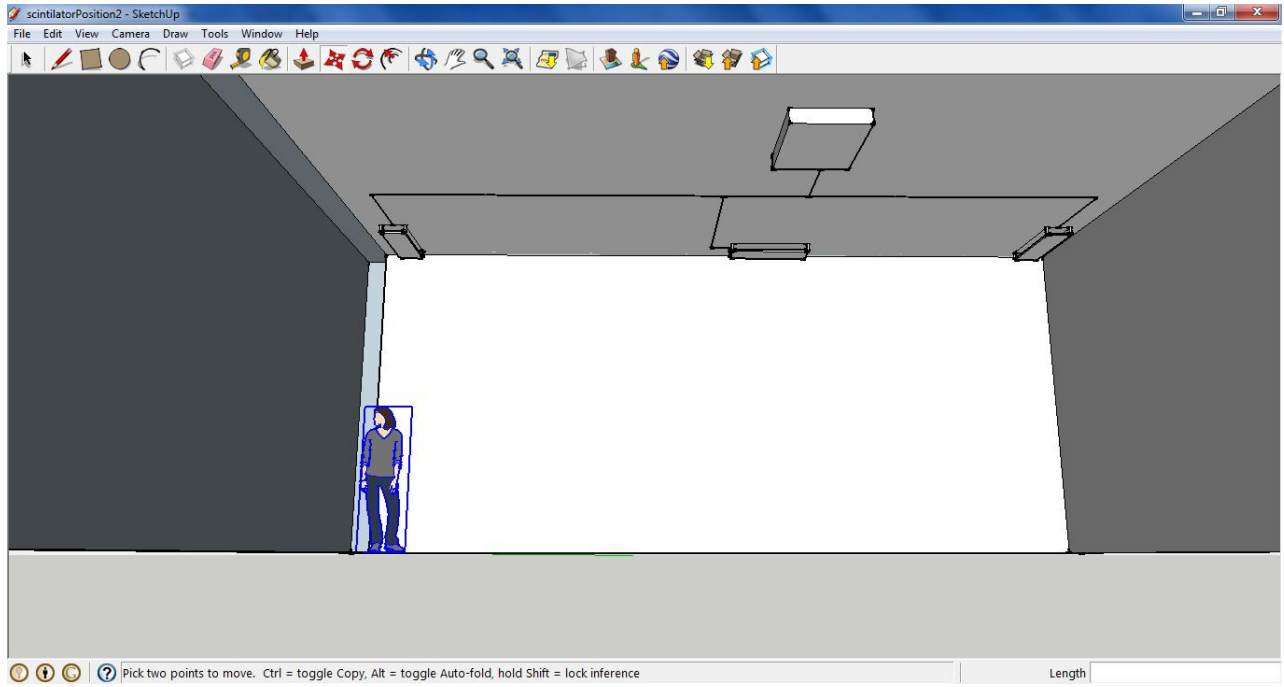 scintilatorPosition2 - SketchUp
File Edit View Camera Draw Tools Window Help
Pick two points to move. Ctrl = toggle Copy, Alt = toggle Auto-fold, hold Shift = lock inference
Length